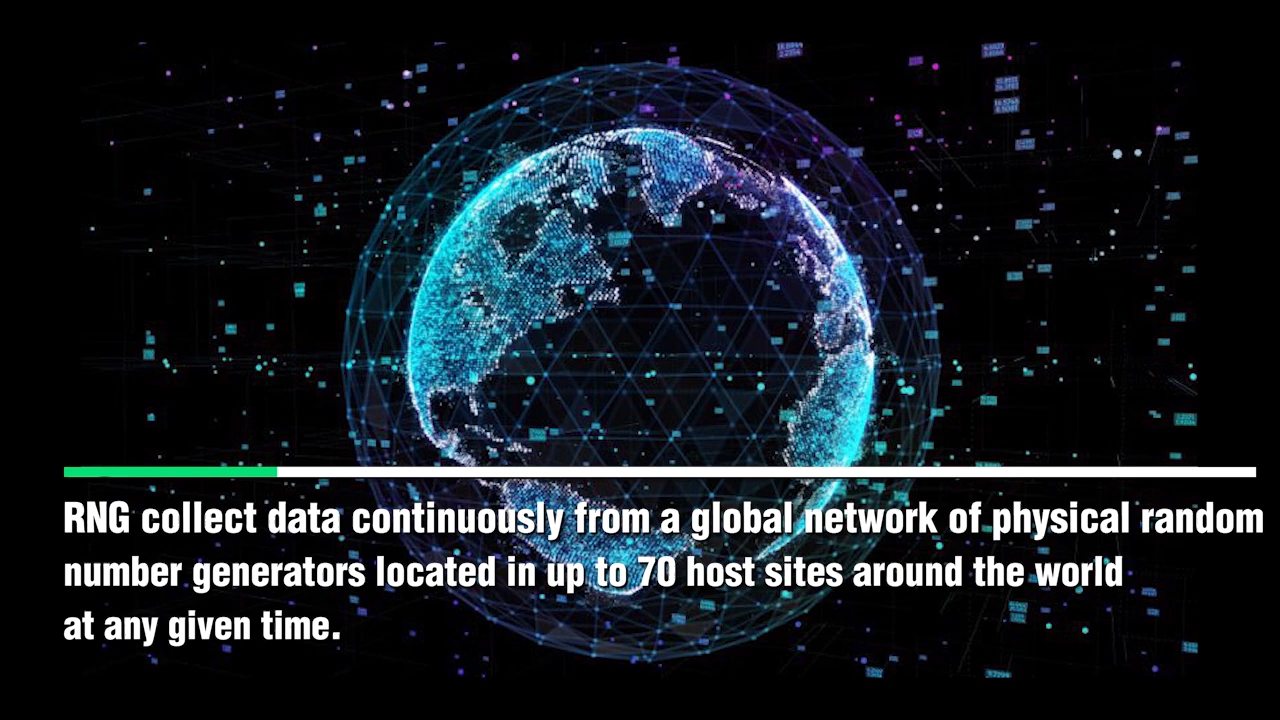 RNG collect data continuously from a global network of physical random
number generators located in up to 70 host sites around the world
at any given time.